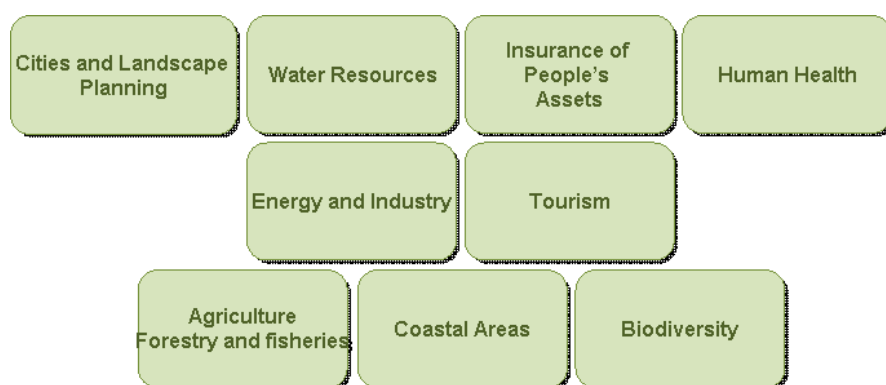 Cities and Landscape
Planning
Water Resources
Insurance of
People's
Assets
Human Health
Energy and Industry
Tourism
Agriculture
Forestry and fisheries
Coastal Areas
Biodiversity